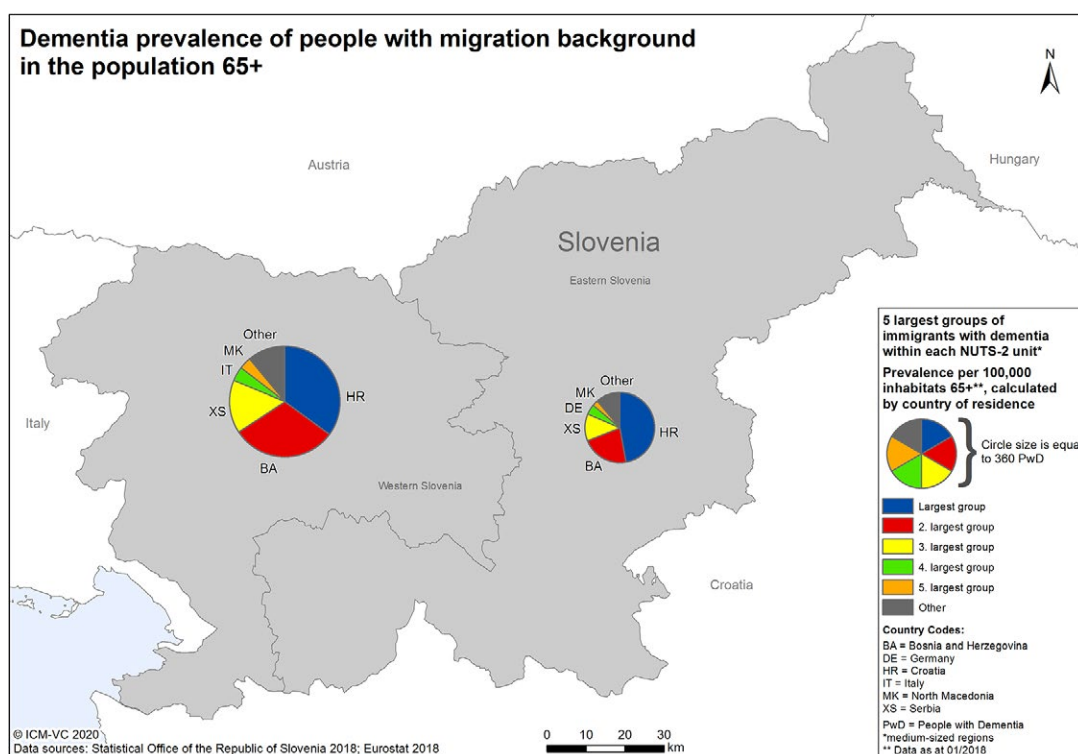 Dementia prevalence of people with migration background
in the population 65+
N
Austria
Hungary
Slovenia
Eastern Slovenia
Italy
Western Slovenia
Croatia
Other
MK
IT
XS
BA
HR
Other
MK
DE
XS
BA
HR
5 largest groups of
immigrants with dementia
within each NUTS-2 unit*
Prevalence per 100,000
inhabitats 65+**, calculated
by country of residence
Circle size is equa
to 360 PwD
Largest group
2. largest group
3. largest group
4. largest group
5. largest group
Other
Country Codes:
BA = Bosnia and Herzegovina
DE = Germany
HR = Croatia
IT = Italy
MK = North Macedonia
XS = Serbia
PwD = People with Dementia
*medium-sized regions
** Data as at 01/2018
© ICM-VC 2020
Data sources: Statistical Office of the Republic of Slovenia 2018; Eurostat 2018
0 10 20 30
km